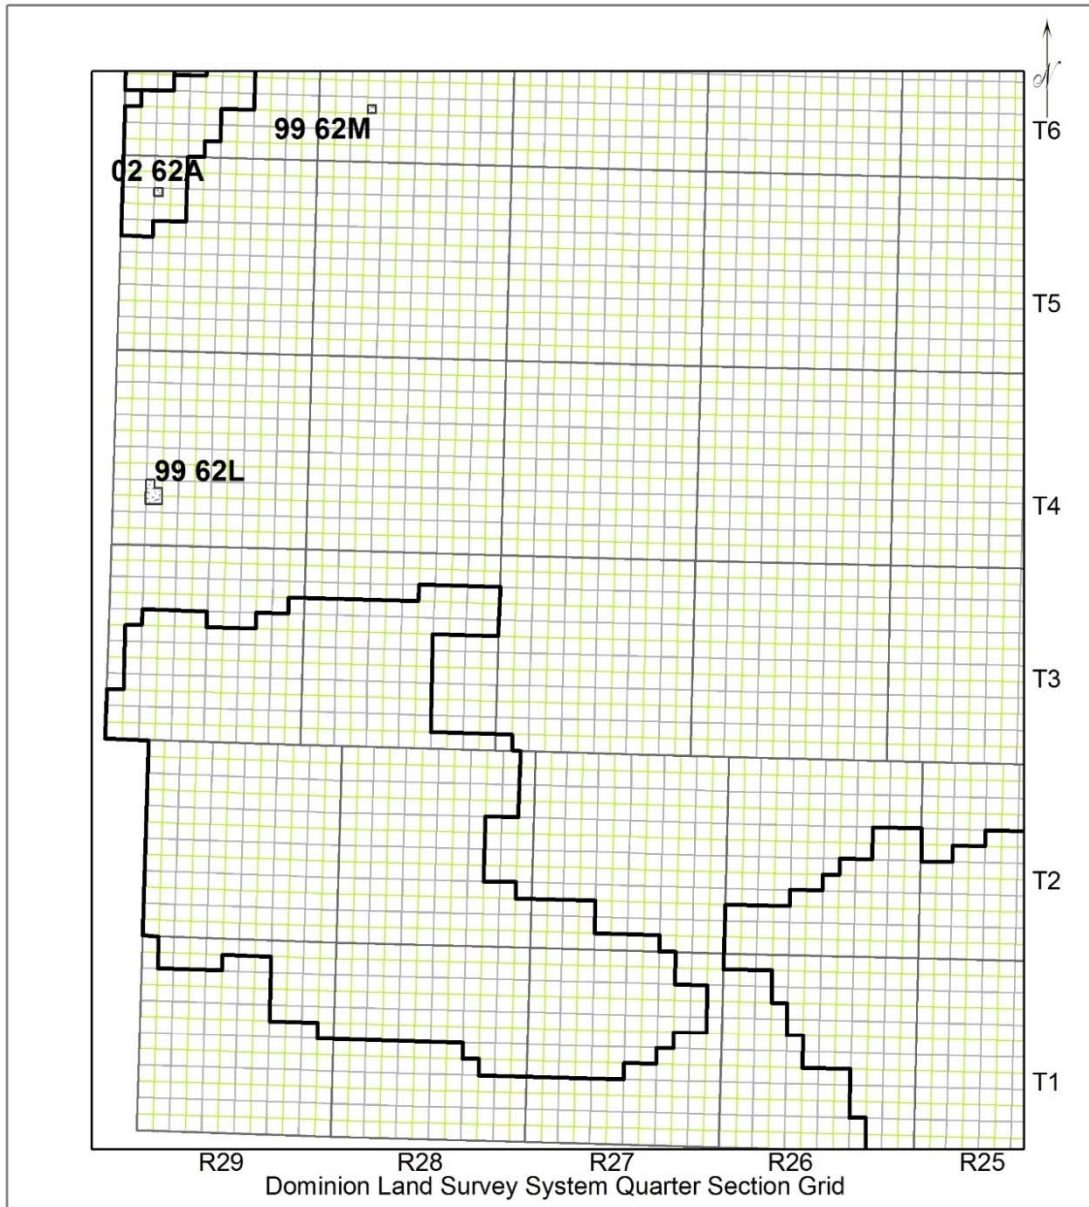 N
99 62M
T6
02 62A
T5
99 62L
T4
T3
T2
T1
R29 R28 R27 R26 R25
Dominion Land Survey System Quarter Section Grid